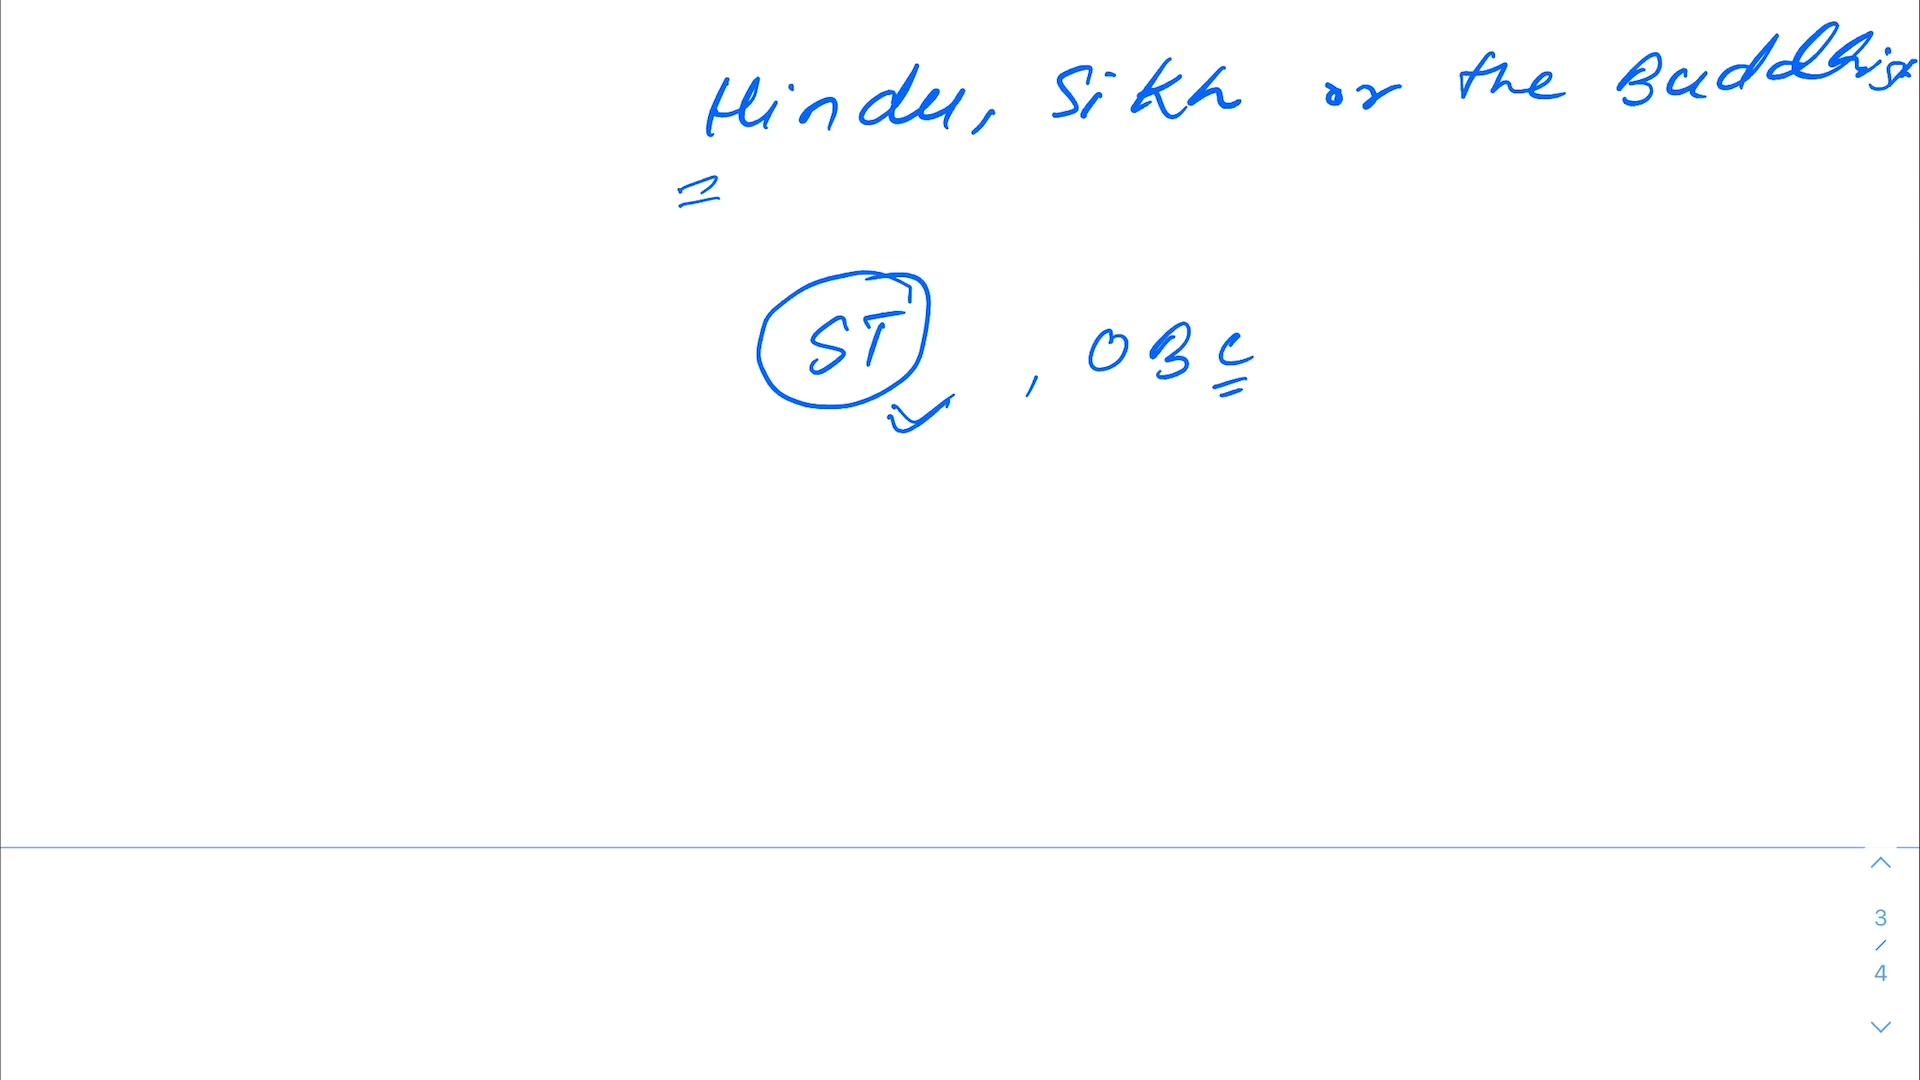 Hindu, Sikh or the Buddhist
=
ST , OBC
3
/
4